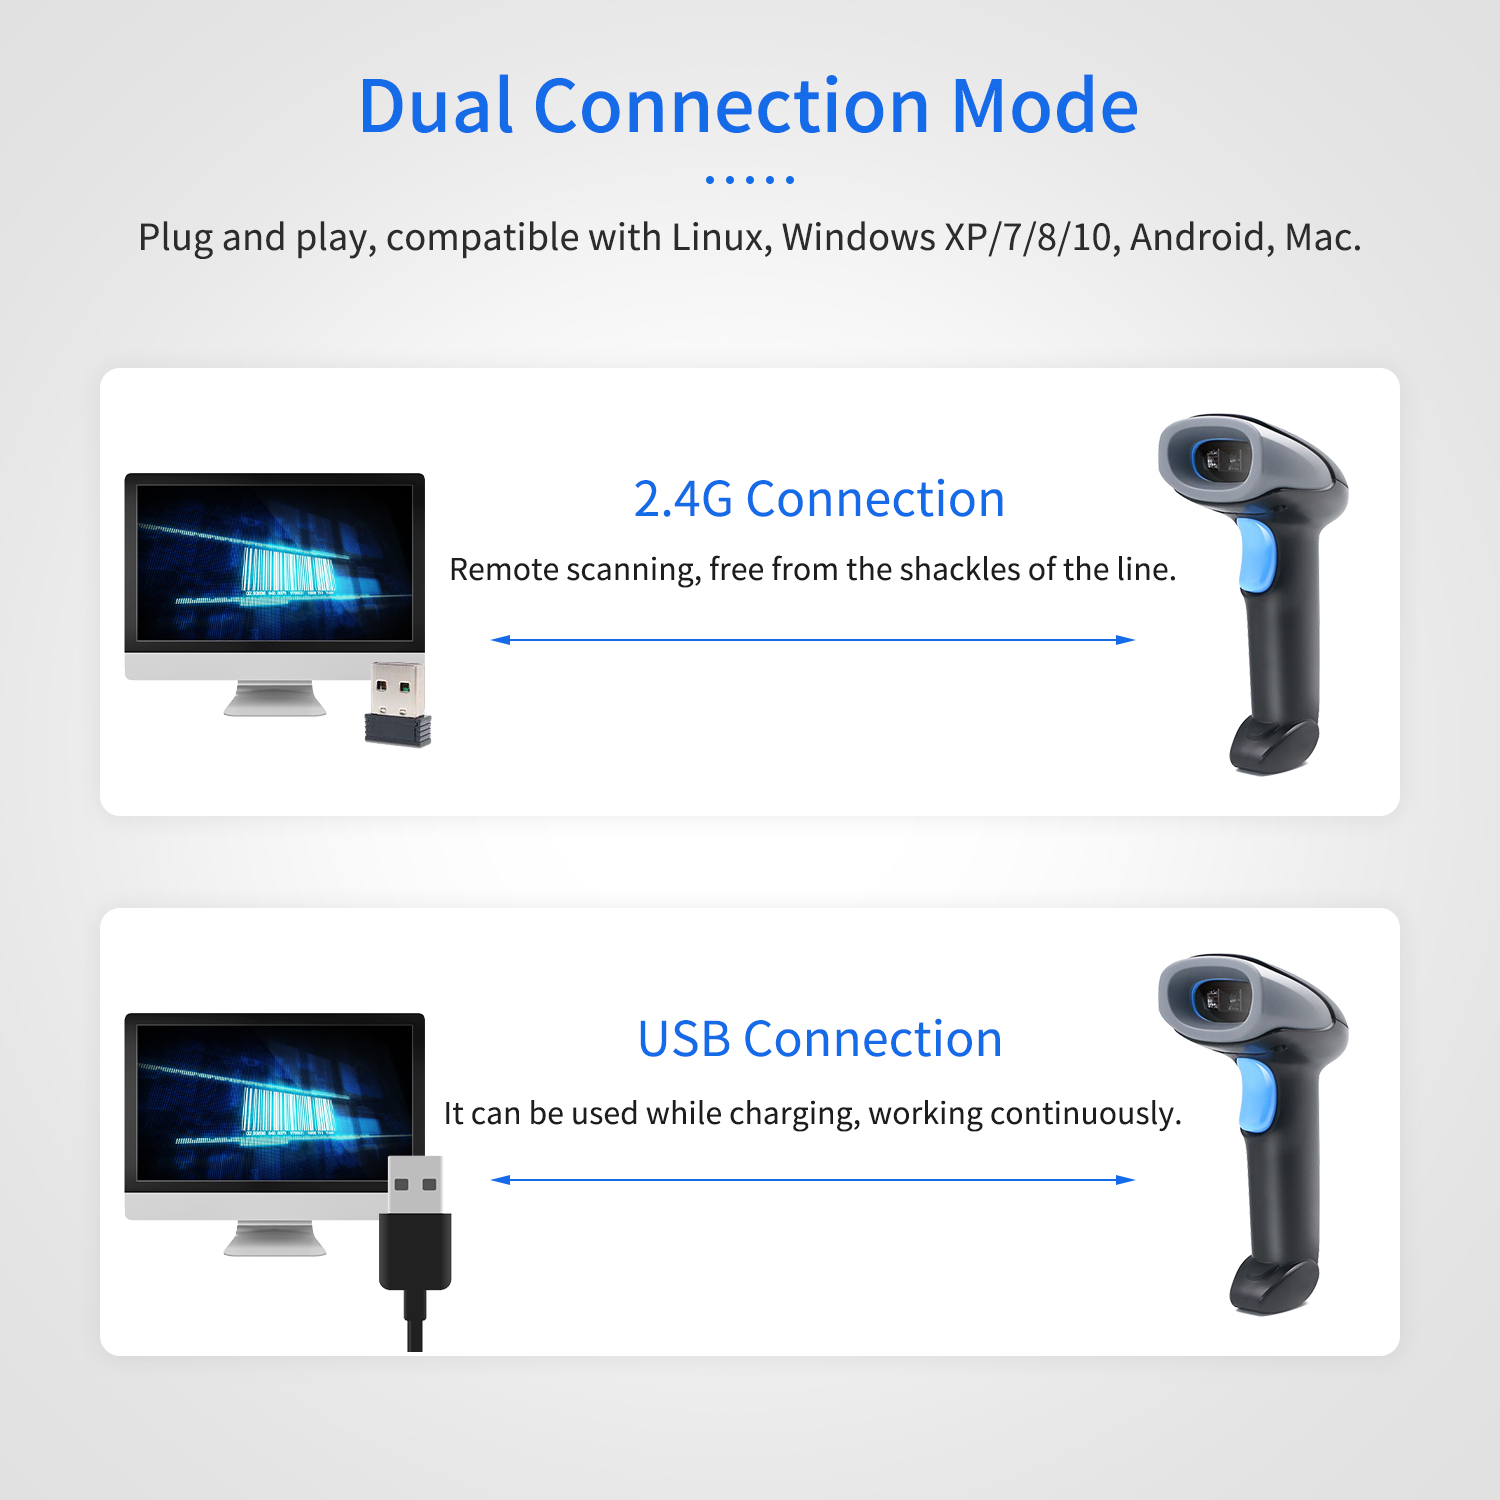 Dual Connection Mode
Plug and play, compatible with Linux, Windows XP/7/8/10, Android, Mac.
2.4G Connection
Remote scanning, free from the shackles of the line.
USB Connection
It can be used while charging, working continuously.